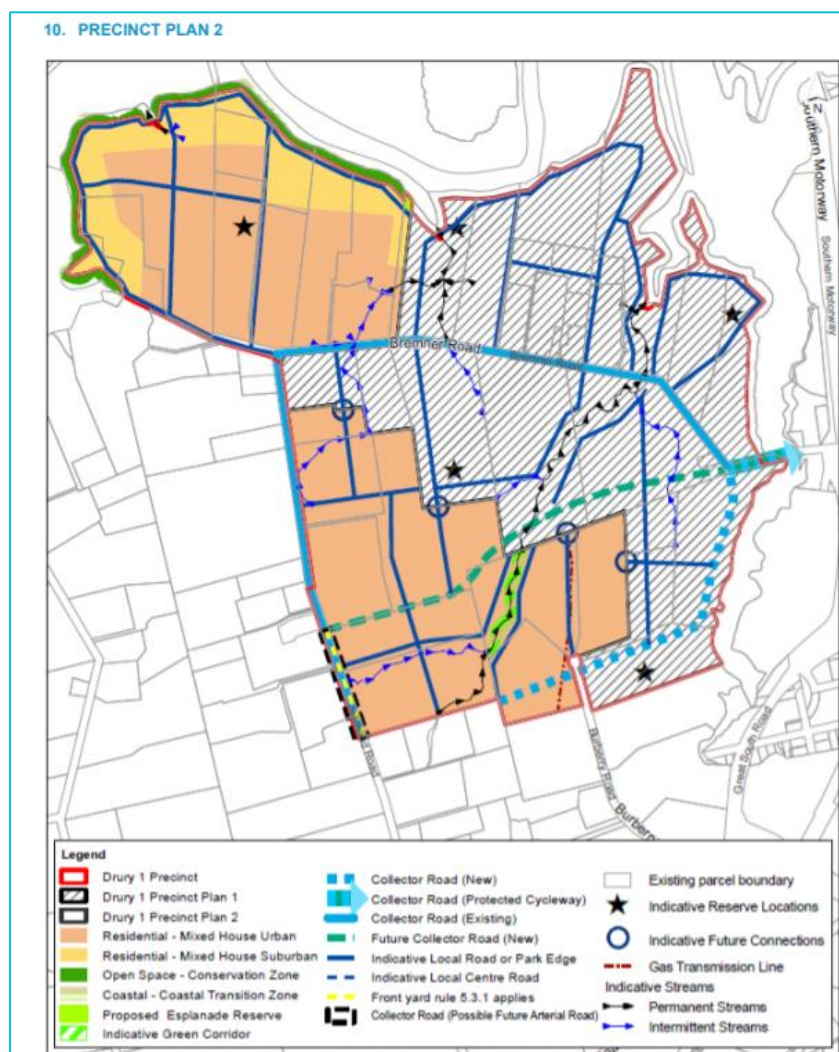 10. PRECINCT PLAN 2
N
Southern Motorway
Southern Motorway
Bremner Road
Bremner Road
Great South Road
Road
Burberry Road
Legend
Drury 1 Precinct
Drury 1 Precinct Plan 1
Drury 1 Precinct Plan 2
Residential - Mixed House Urban
Residential - Mixed House Suburban
Open Space - Conservation Zone
Coastal - Coastal Transition Zone
Proposed Esplanade Reserve
Indicative Green Corridor
Collector Road (New)
Collector Road (Protected Cycleway)
Collector Road (Existing)
Future Collector Road (New)
Indicative Local Road or Park Edge
Indicative Local Centre Road
Front yard rule 5.3.1 applies
Collector Road (Possible Future Arterial Road)
Existing parcel boundary
Indicative Reserve Locations
Indicative Future Connections
Gas Transmission Line
Indicative Streams
Permanent Streams
Intermittent Streams